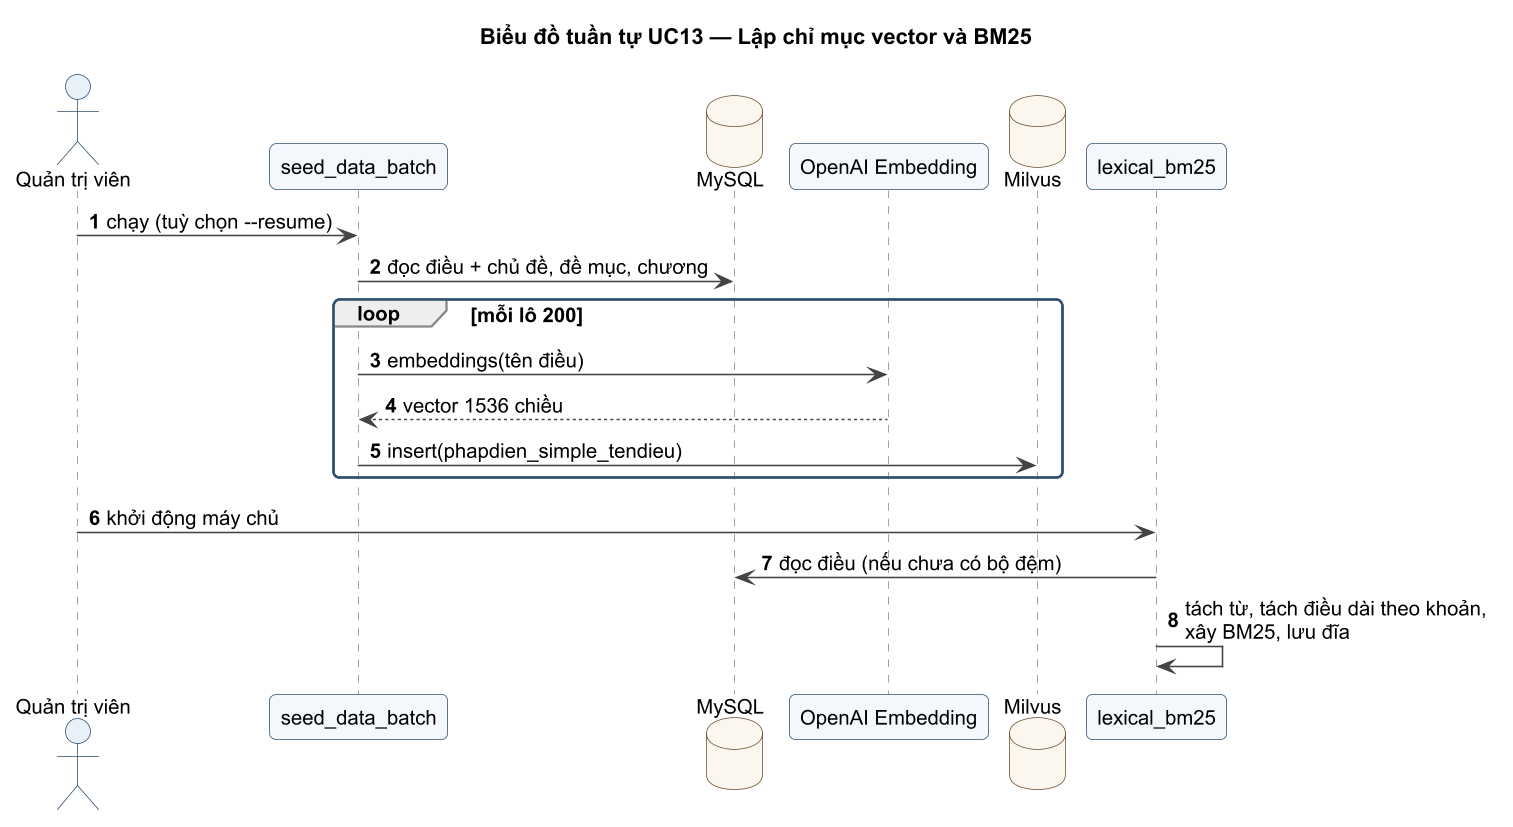 Biểu đồ tuần tự UC13 — Lập chỉ mục vector và BM25
Quản trị viên
seed_data_batch
MySQL
OpenAI Embedding
Milvus
lexical_bm25
1 chạy (tuỳ chọn --resume)
2 đọc điều + chủ đề, đề mục, chương
loop [mỗi lô 200]
3 embeddings(tên điều)
4 vector 1536 chiều
5 insert(phapdien_simple_tendieu)
6 khởi động máy chủ
7 đọc điều (nếu chưa có bộ đệm)
8 tách từ, tách điều dài theo khoản,
xây BM25, lưu đĩa
Quản trị viên
seed_data_batch
MySQL
OpenAI Embedding
Milvus
lexical_bm25